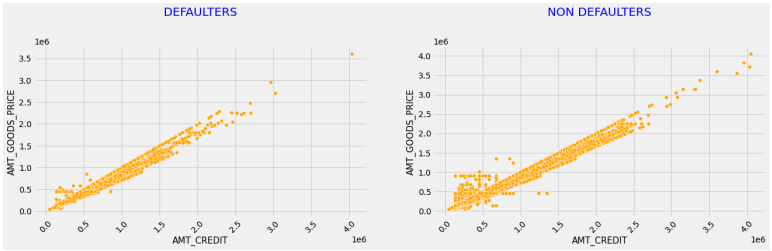 DEFAULTERS
1e6
AMT_GOODS_PRICE
3.5
3.0
2.5
2.0
1.5
1.0
0.5
0.0
0.0 0.5 1.0 1.5 2.0 2.5 3.0 3.5 4.0
AMT_CREDIT
1e6
NON DEFAULTERS
1e6
AMT_GOODS_PRICE
4.0
3.5
3.0
2.5
2.0
1.5
1.0
0.5
0.0
0.0 0.5 1.0 1.5 2.0 2.5 3.0 3.5 4.0
AMT_CREDIT
1e6